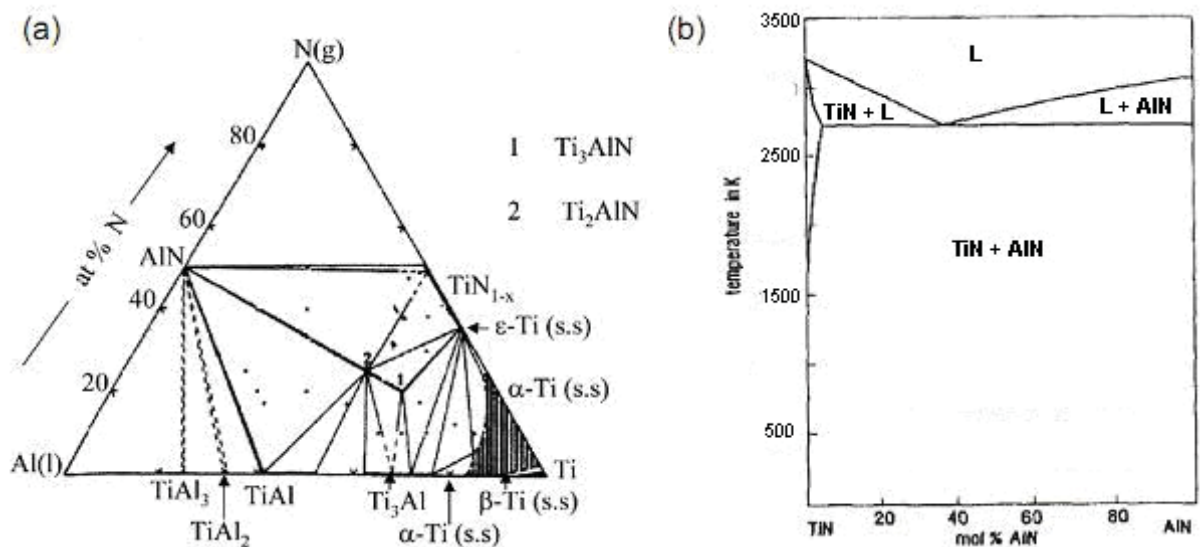 (a)
N(g)
80
1 Ti₃AlN
2 Ti₂AlN
at % N
60
AlN
40
TiN₁₋ₓ
ε-Ti (s.s)
20
2
1
α-Ti (s.s)
Al(l)
Ti
TiAl₃
TiAl₂
TiAl
Ti₃Al
α-Ti (s.s)
β-Ti (s.s)
(b)
3500
L
TiN + L
L + AlN
2500
TiN + AlN
1500
500
temperature in K
TiN 20 40 60 80 AlN
mol % AlN